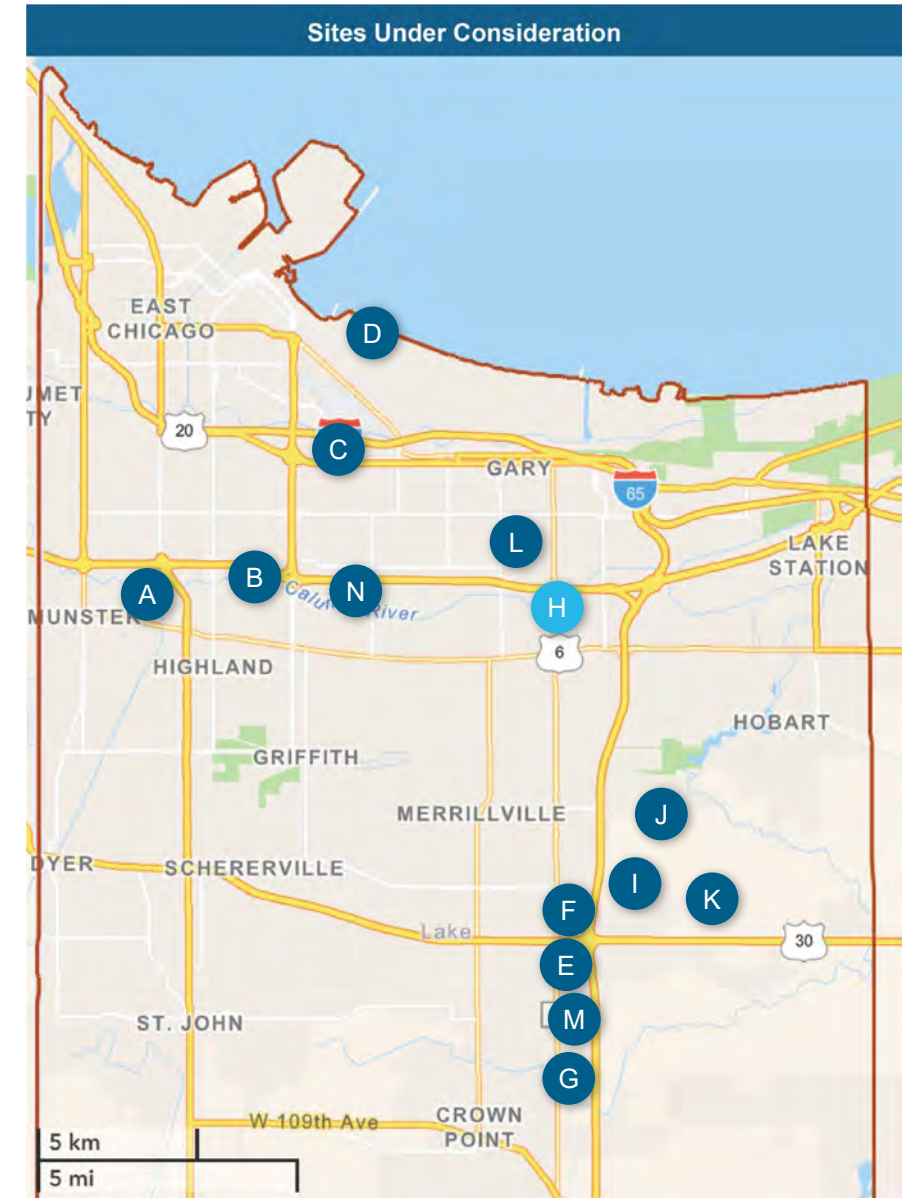 Sites Under Consideration
EAST
CHICAGO
D
UMET
TY
20
C
GARY
65
L
LAKE
STATION
A
B
N
Calu
River
H
MUNSTER
6
HIGHLAND
HOBART
GRIFFITH
J
MERRILLVILLE
DYER
SCHERERVILLE
I
K
F
Lake
30
E
M
ST. JOHN
G
W 109th Ave
CROWN
POINT
5 km
5 mi